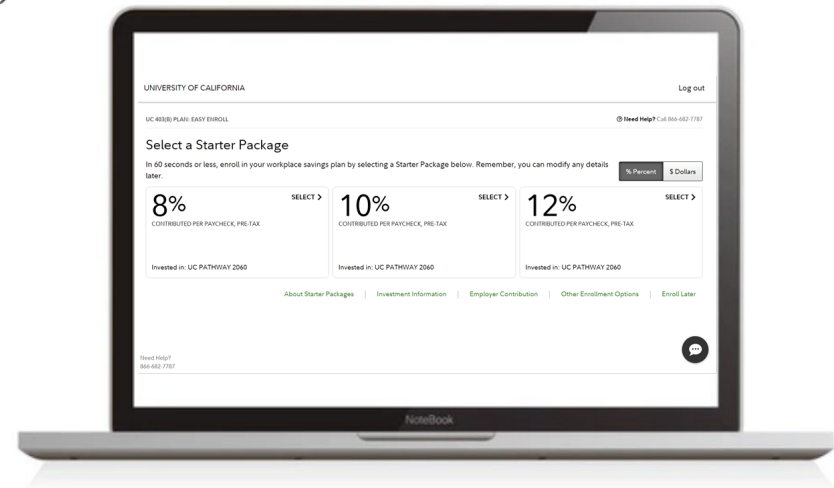 UNIVERSITY OF CALIFORNIA
Log out
UC 403(B) PLAN: EASY ENROLL
Need Help? Call 866-682-7787
Select a Starter Package
In 60 seconds or less, enroll in your workplace savings plan by selecting a Starter Package below. Remember, you can modify any details
later.
% Percent $ Dollars
8% SELECT >
CONTRIBUTED PER PAYCHECK, PRE-TAX
Invested in: UC PATHWAY 2060
10% SELECT >
CONTRIBUTED PER PAYCHECK, PRE-TAX
Invested in: UC PATHWAY 2060
12% SELECT >
CONTRIBUTED PER PAYCHECK, PRE-TAX
Invested in: UC PATHWAY 2060
About Starter Packages | Investment Information | Employer Contribution | Other Enrollment Options | Enroll Later
Need Help?
866-682-7787
NoteBook